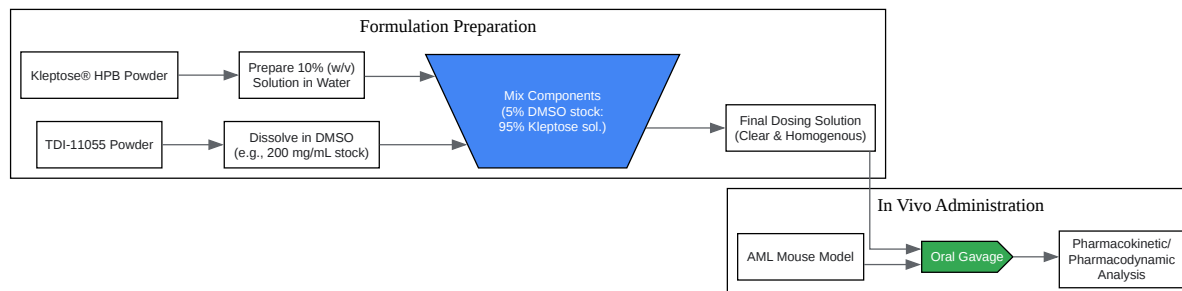 Formulation Preparation
Kleptose® HPB Powder
Prepare 10% (w/v)
Solution in Water
Mix Components
(5% DMSO stock:
95% Kleptose sol.)
TDI-11055 Powder
Dissolve in DMSO
(e.g., 200 mg/mL stock)
Final Dosing Solution
(Clear & Homogenous)
In Vivo Administration
AML Mouse Model
Oral Gavage
Pharmacokinetic/
Pharmacodynamic
Analysis